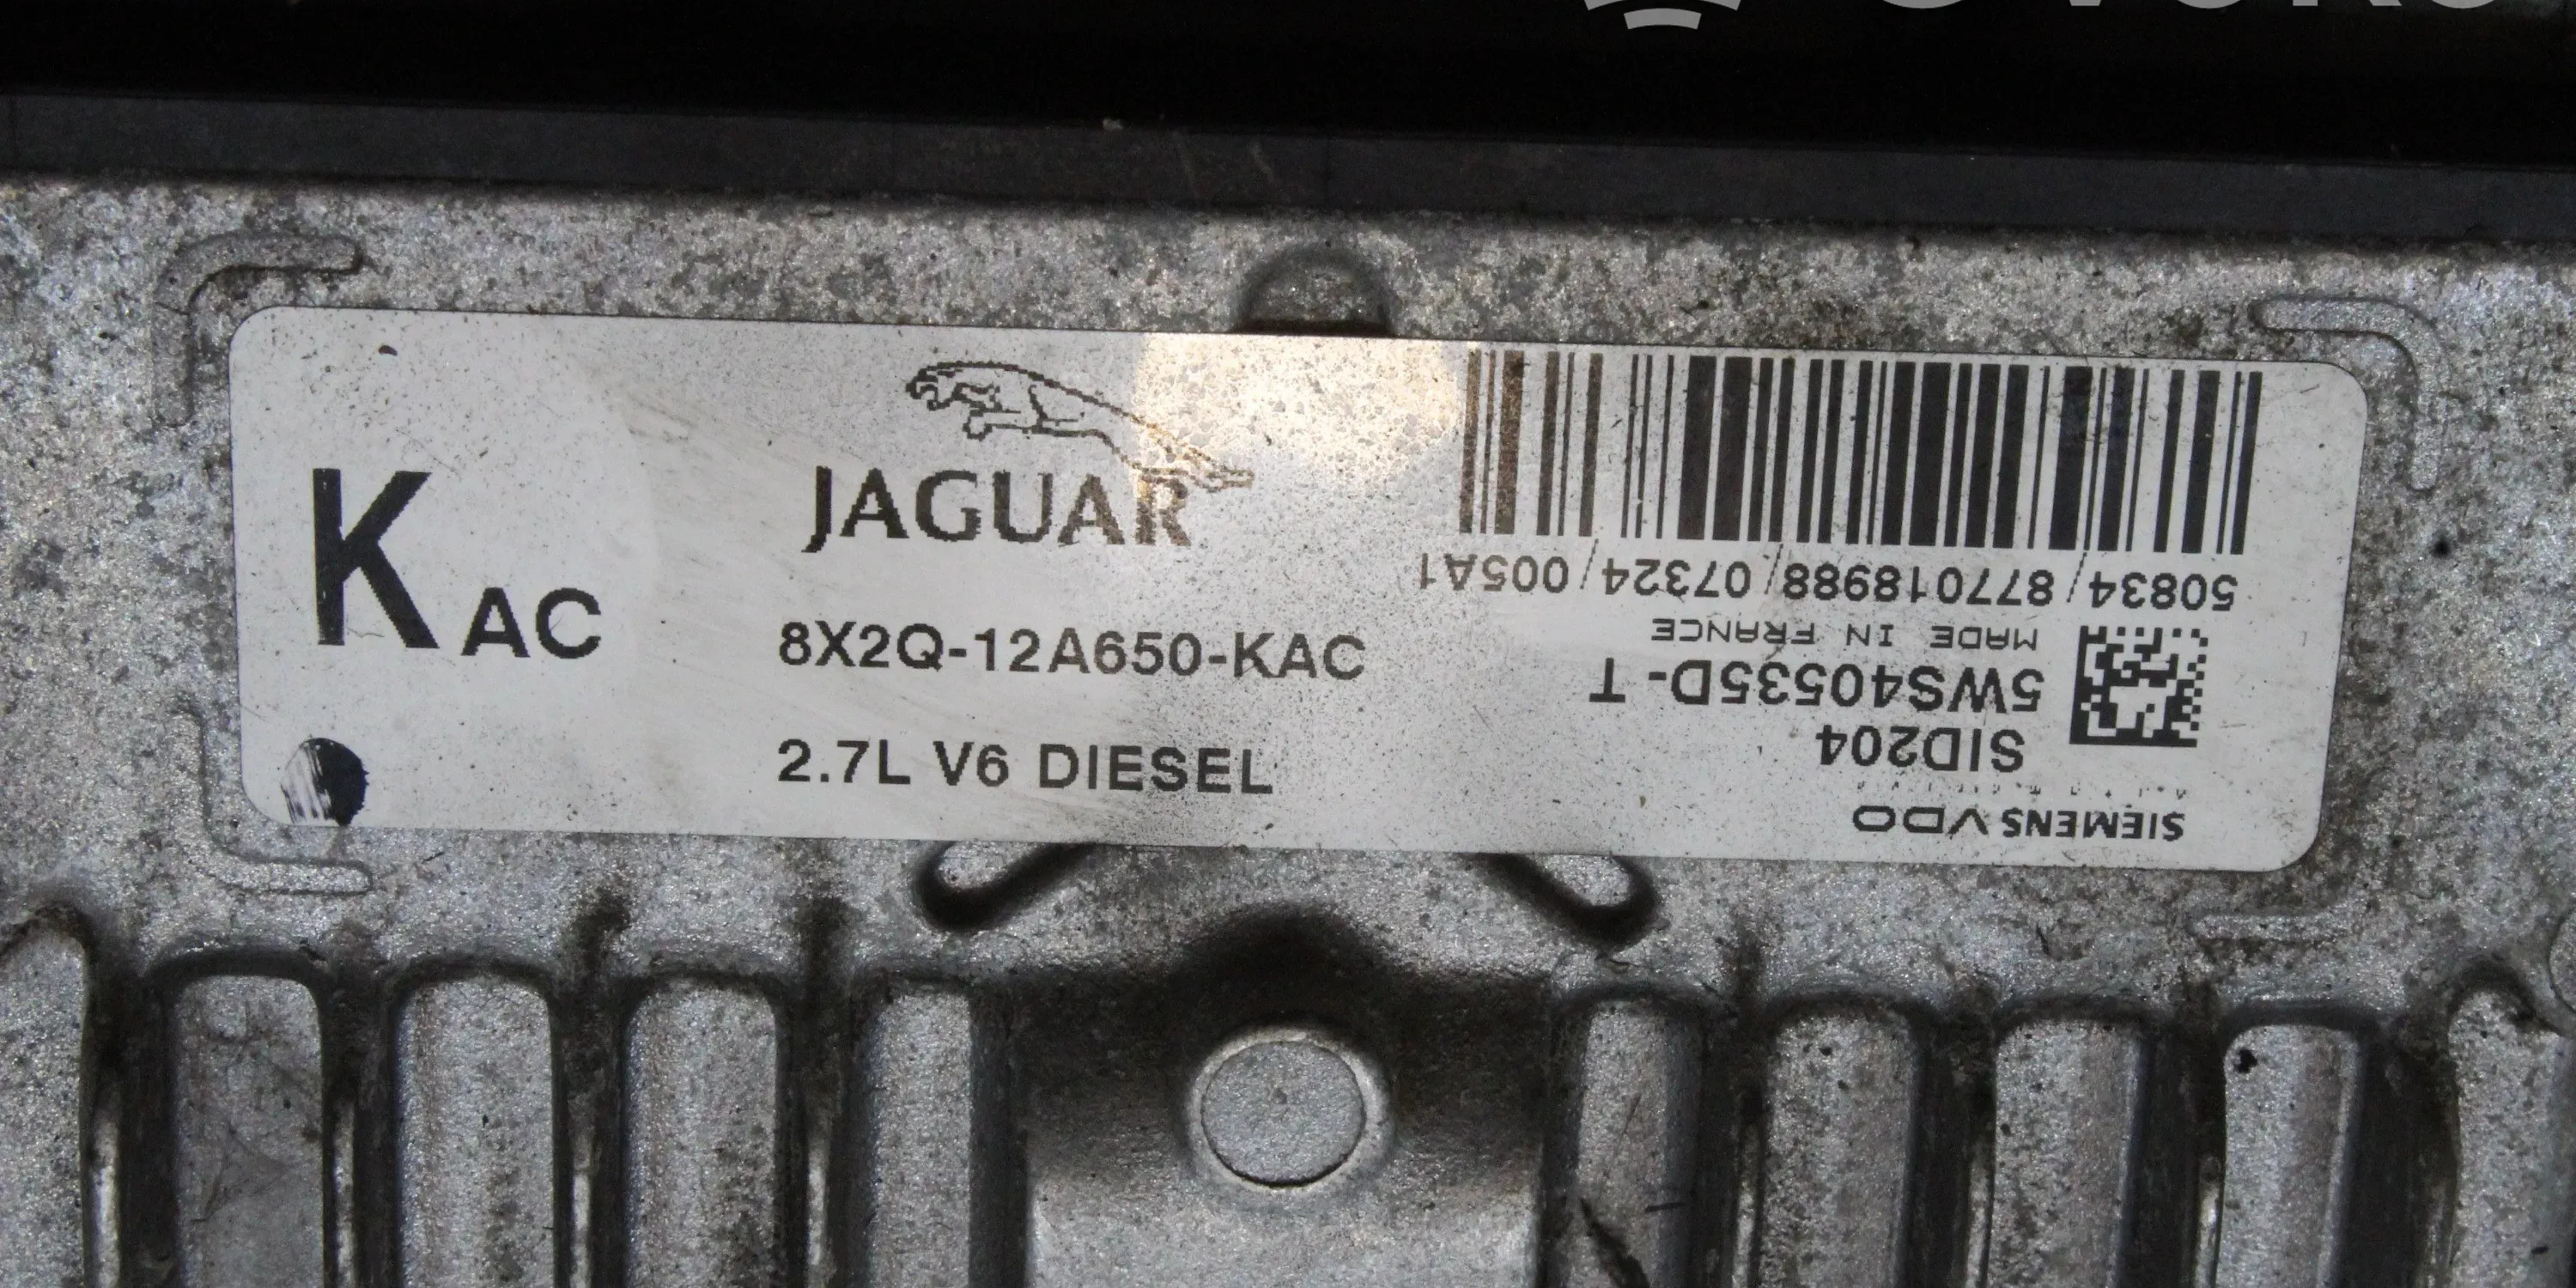 K AC
JAGUAR
8X2Q-12A650-KAC
2.7L V6 DIESEL
SIEMENS VDO
SID204
5WS40535D-T
MADE IN FRANCE
50834/877018988/07324/005A1